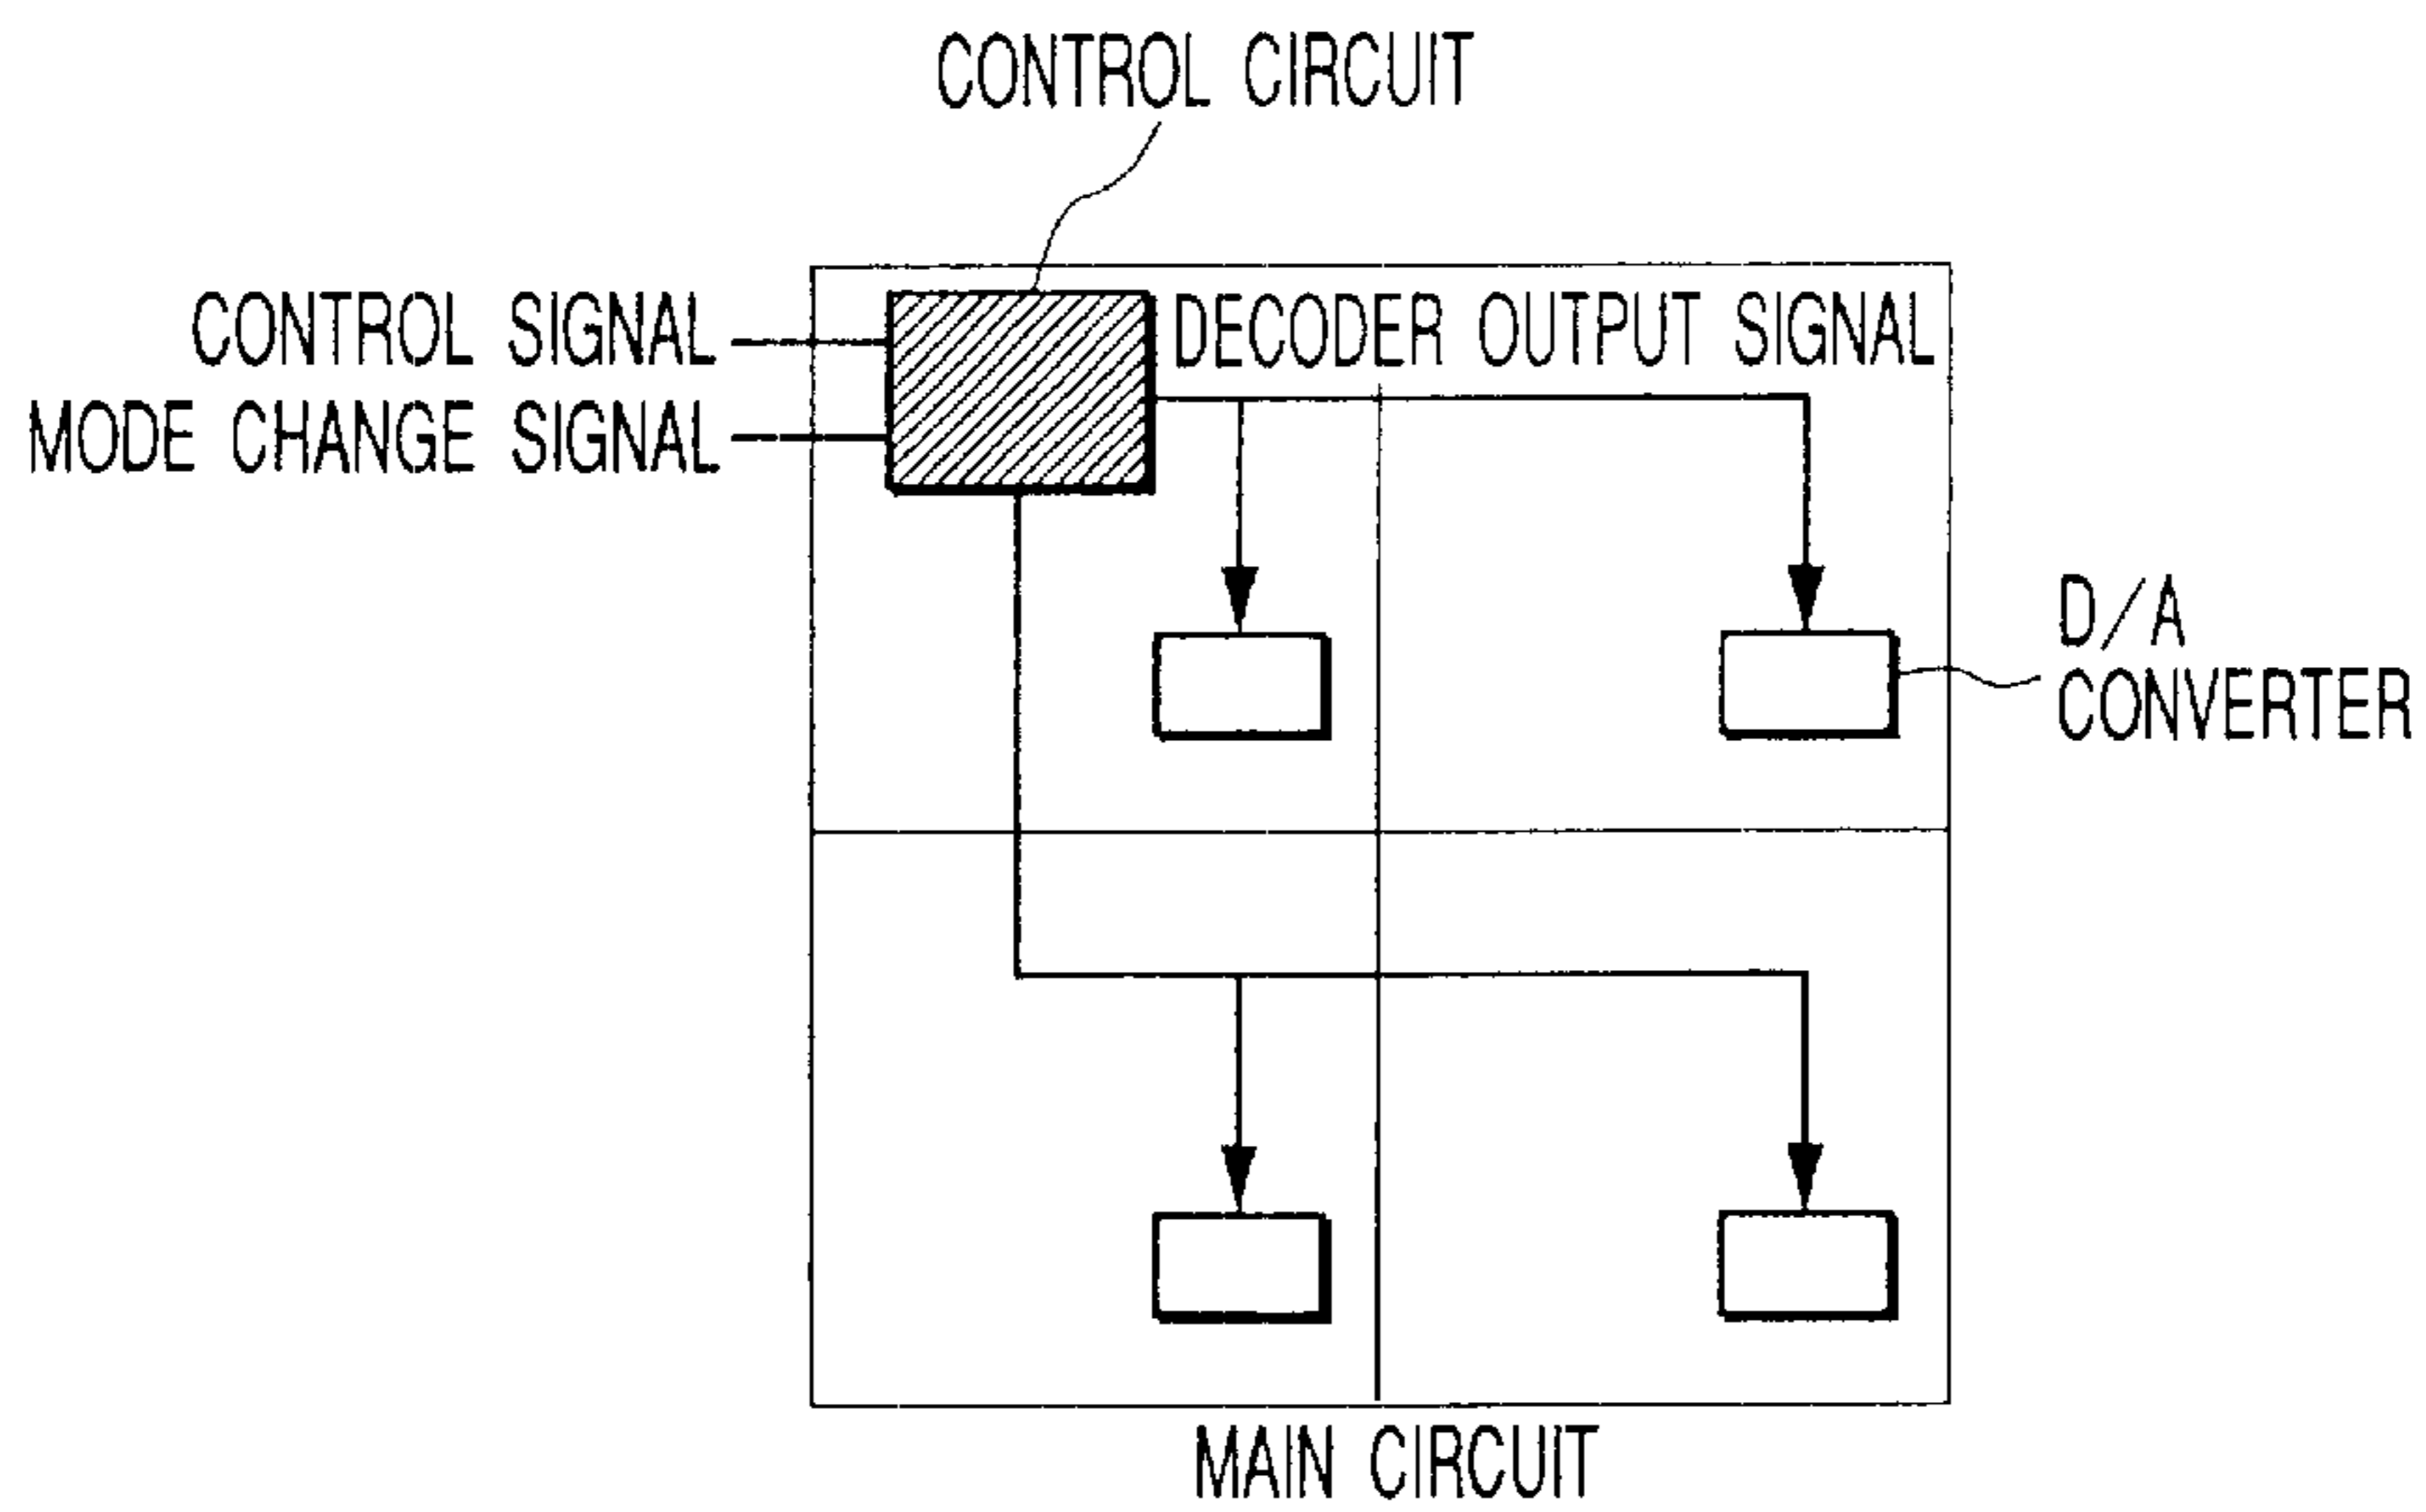 CONTROL CIRCUIT
CONTROL SIGNAL
DECODER OUTPUT SIGNAL
MODE CHANGE SIGNAL
D/A
CONVERTER
MAIN CIRCUIT